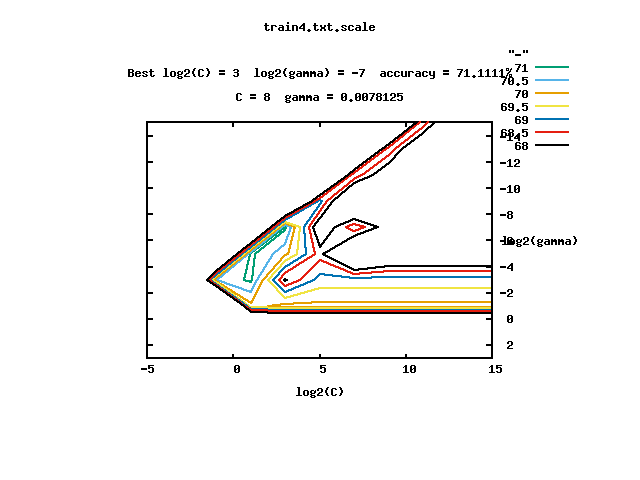 train4.txt.scale
"-"
Best log2(C) = 3  log2(gamma) = -7  accuracy = 71.1111%
71
70.5
C = 8  gamma = 0.0078125
70
69.5
69
68.5
68
-14
-12
-10
-8
-6
log2(gamma)
-4
-2
0
2
-5 0 5 10 15
log2(C)